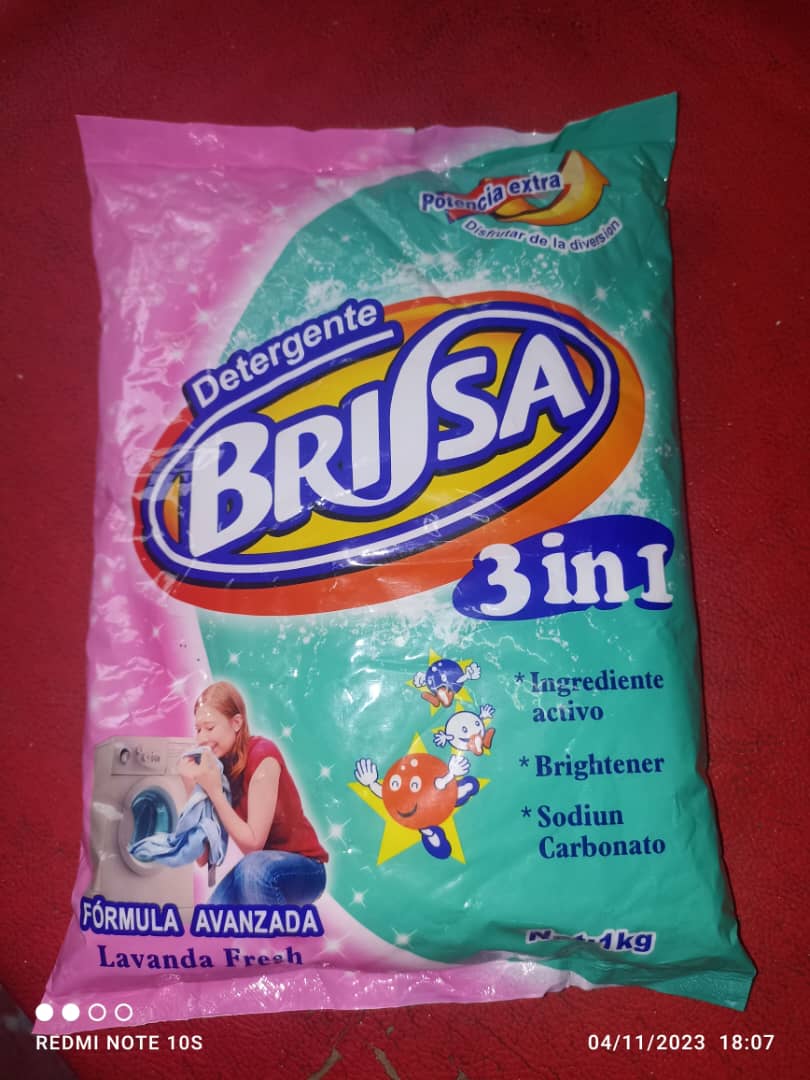 Potencia extra
Disfrutar de la diversion
Detergente
BRISSA
3 in 1
* Ingrediente
activo
* Brightener
* Sodiun
Carbonato
FÓRMULA AVANZADA
Lavanda Fresh
1kg
REDMI NOTE 10S
04/11/2023 18:07